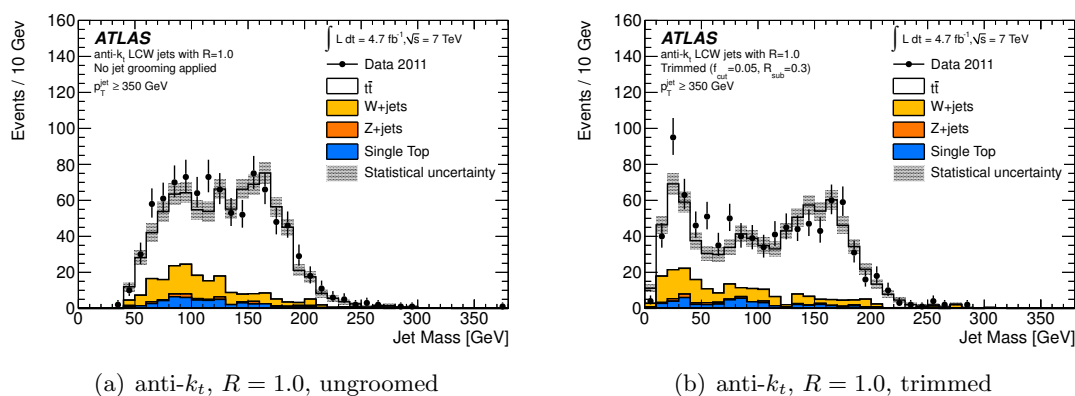 Events / 10 Gev
160
140
120
100
80
60
40
20
0
ATLAS
anti-kₜ LCW jets with R=1.0
No jet grooming applied
p_T^jet ≥ 350 GeV
∫ L dt = 4.7 fb⁻¹,√s = 7 TeV
Data 2011
tt̄
W+jets
Z+jets
Single Top
Statistical uncertainty
0 50 100 150 200 250 300 350
Jet Mass [GeV]
(a) anti-kₜ, R = 1.0, ungroomed
Events / 10 Gev
160
140
120
100
80
60
40
20
0
ATLAS
anti-kₜ LCW jets with R=1.0
Trimmed (f_cut=0.05, R_sub=0.3)
p_T^jet ≥ 350 GeV
∫ L dt = 4.7 fb⁻¹,√s = 7 TeV
Data 2011
tt̄
W+jets
Z+jets
Single Top
Statistical uncertainty
0 50 100 150 200 250 300 350
Jet Mass [GeV]
(b) anti-kₜ, R = 1.0, trimmed